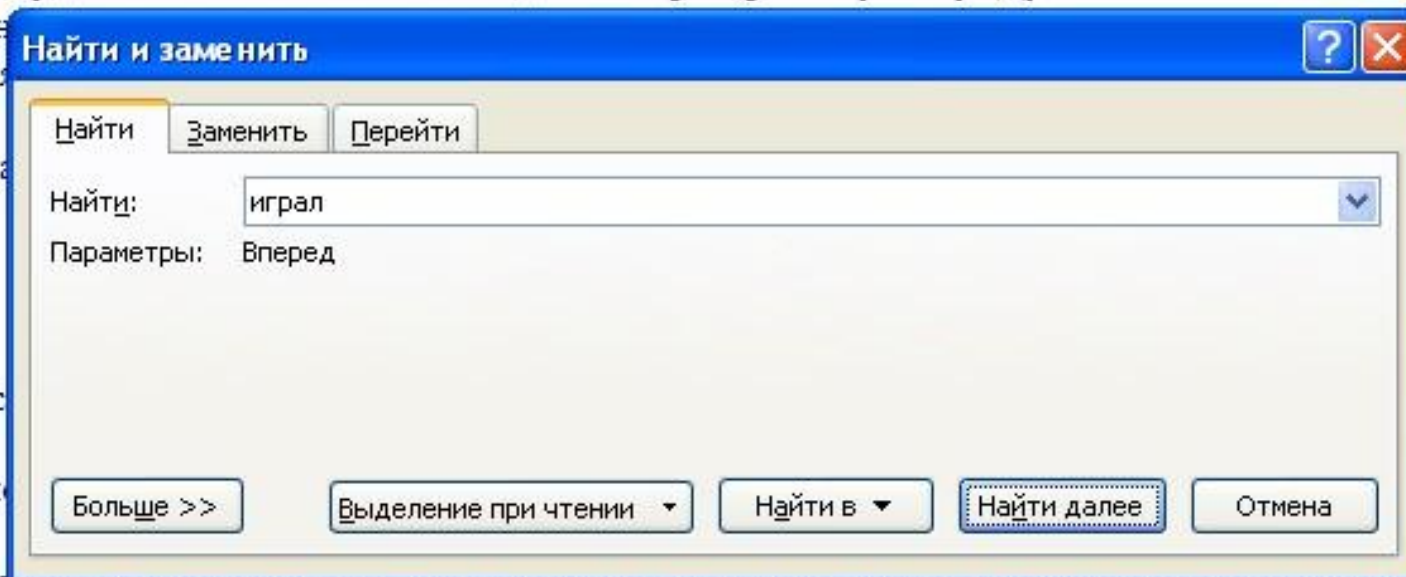 Найти и заменить
Найти Заменить Перейти
Найти: играл
Параметры: Вперед
Больше >> Выделение при чтении Найти в Найти далее Отмена